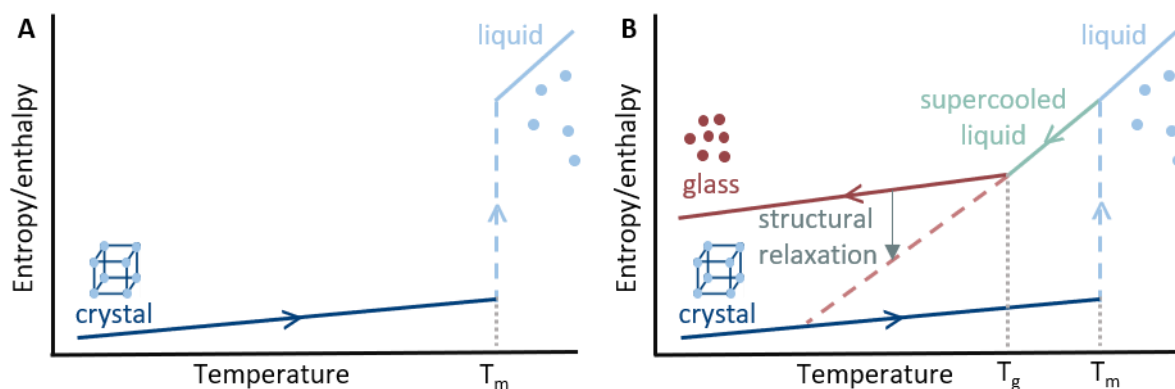 A
liquid
Entropy/enthalpy
crystal
Temperature
Tm
B
liquid
supercooled
liquid
glass
structural
relaxation
Entropy/enthalpy
crystal
Temperature
Tg
Tm